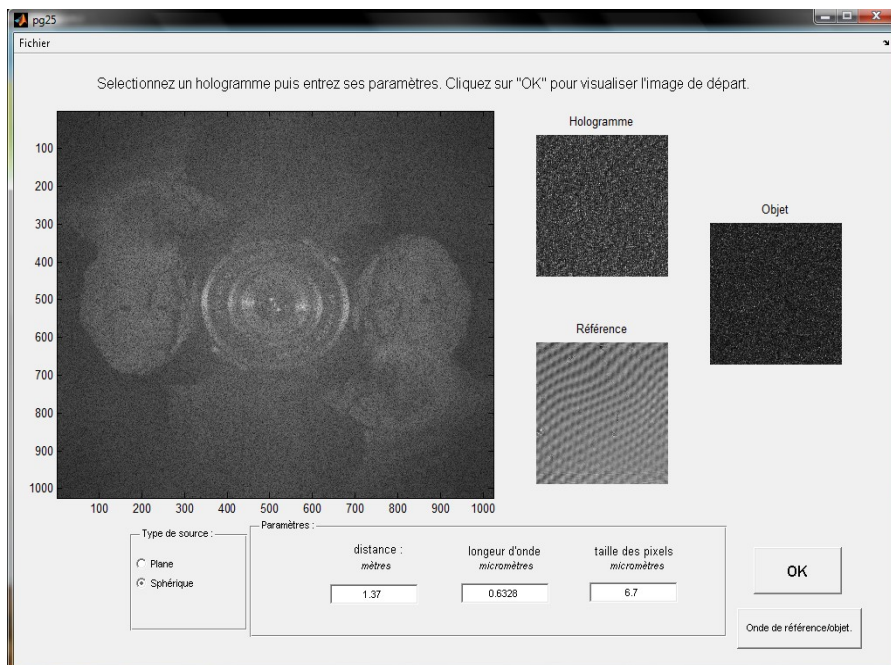 pg25
Fichier
Selectionnez un hologramme puis entrez ses paramètres. Cliquez sur "OK" pour visualiser l'image de départ.
Hologramme
Objet
Référence
100
200
300
400
500
600
700
800
900
1000
100 200 300 400 500 600 700 800 900 1000
Type de source :
Plane
Sphérique
Paramètres :
distance :
mètres
1.37
longeur d'onde
micromètres
0.6328
taille des pixels
micromètres
6.7
OK
Onde de référence/objet.